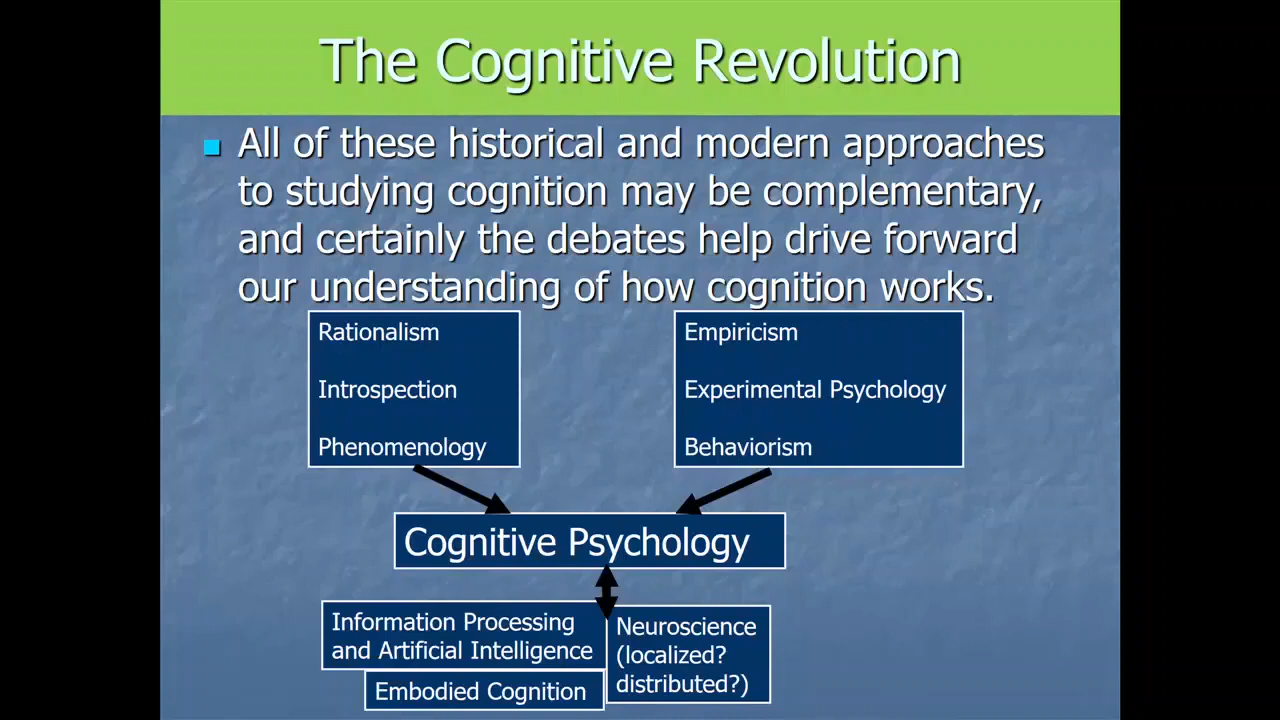 The Cognitive Revolution
All of these historical and modern approaches
to studying cognition may be complementary,
and certainly the debates help drive forward
our understanding of how cognition works.
Rationalism
Introspection
Phenomenology
Empiricism
Experimental Psychology
Behaviorism
Cognitive Psychology
Information Processing
and Artificial Intelligence
Embodied Cognition
Neuroscience
(localized?
distributed?)